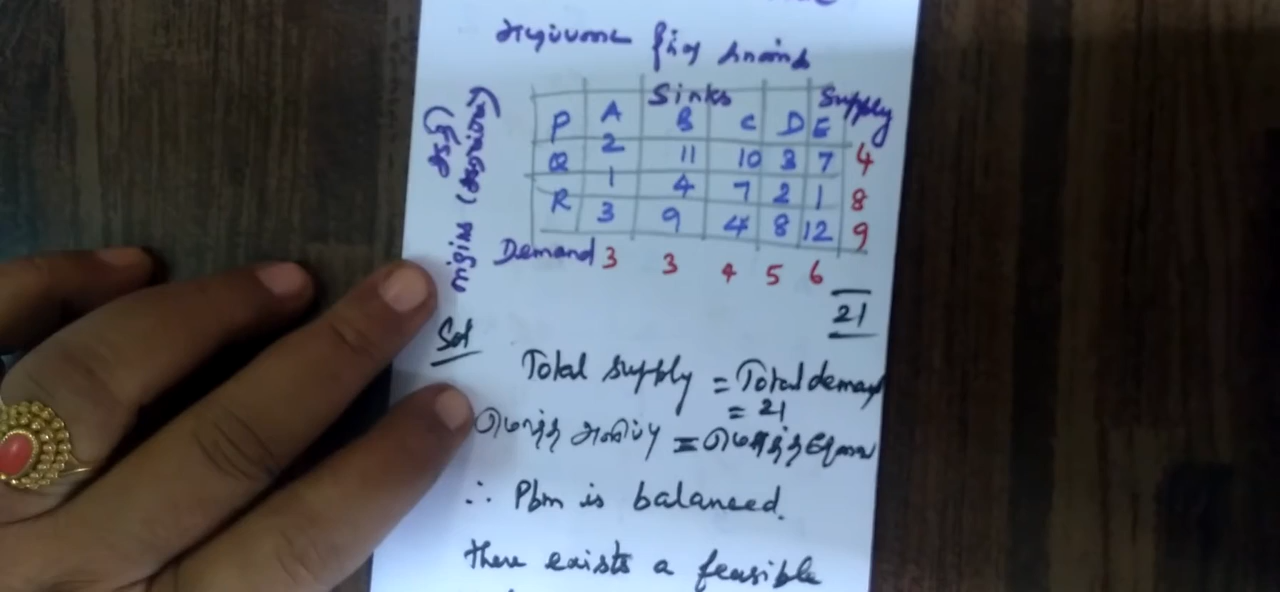 Sinks Supply
P A B C D E
Q 2 11 10 3 7 4
R 1 4 7 2 1 8
3 9 4 8 12 9
Demand 3 3 4 5 6
21
Sol
Total supply = Total demand
= 21
மொத்த அளிப்பு = மொத்த தேவை
∴ Pbm is balanced.
there exists a feasible